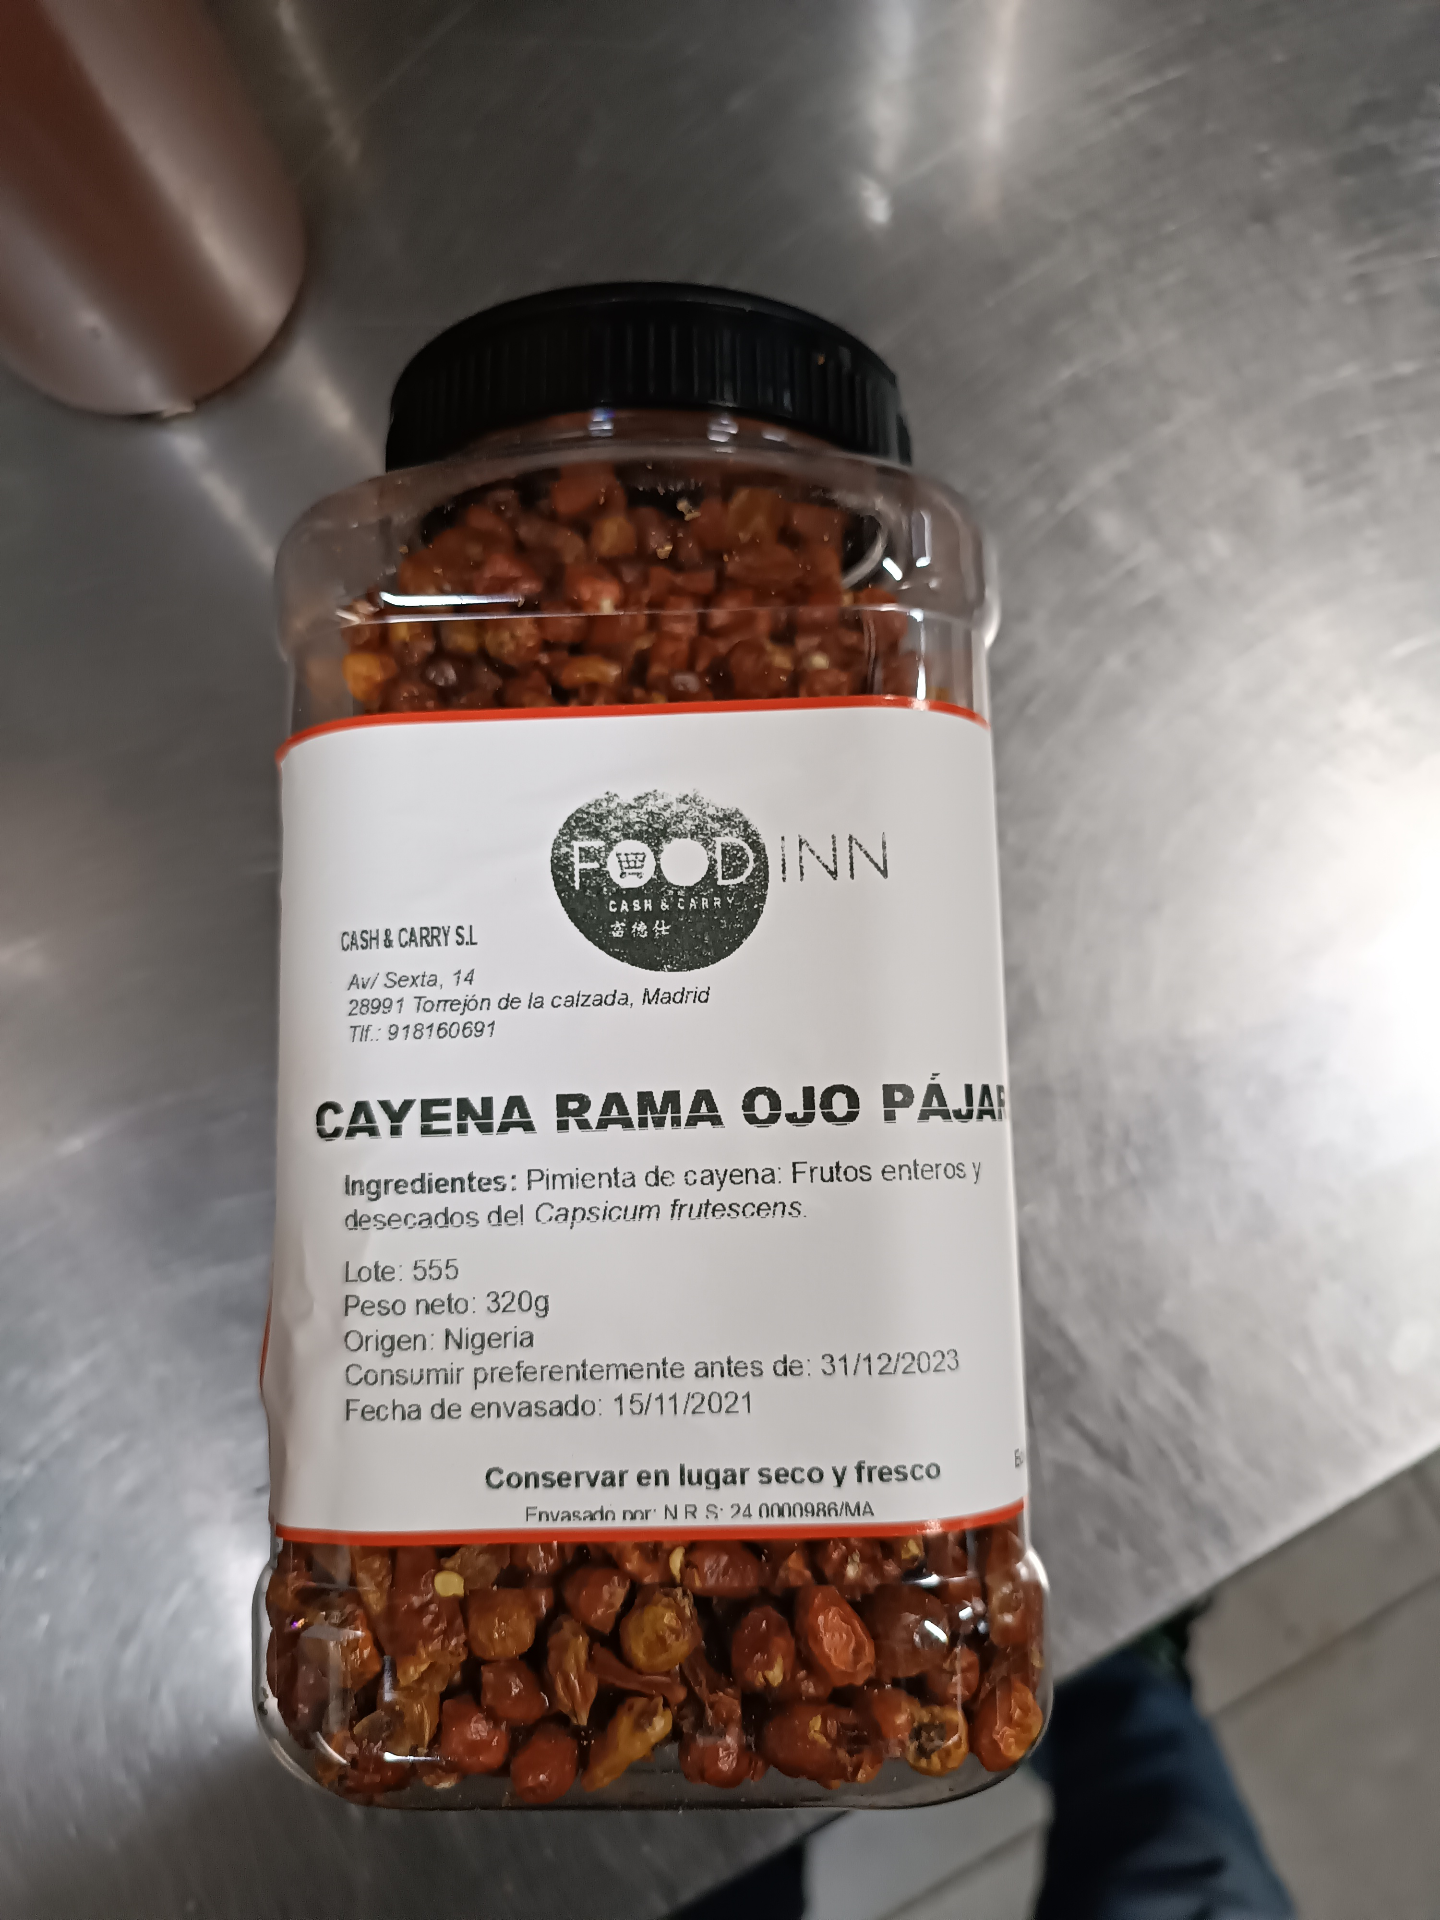 FOOD INN
CASH & CARRY
CASH & CARRY S.L
Av/ Sexta, 14
28991 Torrejón de la calzada, Madrid
Tlf.: 918160691
CAYENA RAMA OJO PÁJAR
Ingredientes: Pimienta de cayena: Frutos enteros y
desecados del Capsicum frutescens.
Lote: 555
Peso neto: 320g
Origen: Nigeria
Consumir preferentemente antes de: 31/12/2023
Fecha de envasado: 15/11/2021
Conservar en lugar seco y fresco
Envasado por: N.R.S: 24.0000986/MA